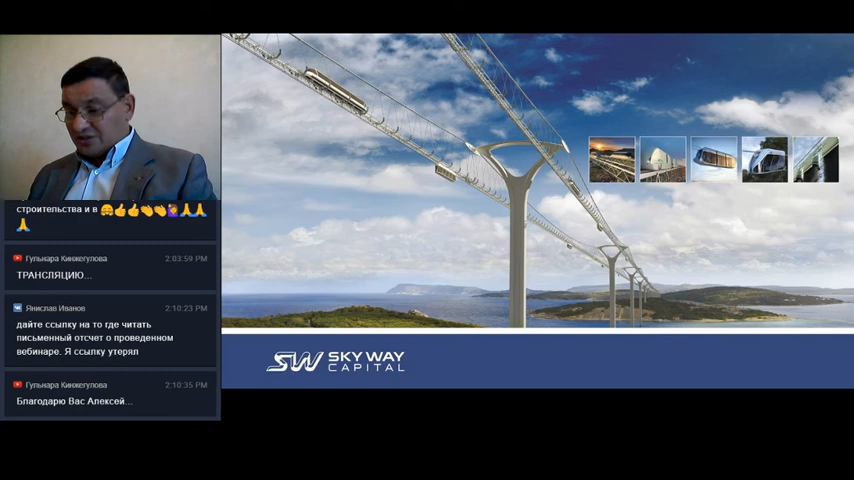 строительства и в 🤗👍👍👏👏🙋🙏🙏
🙏
Гульнара Кинжегулова 2:03:59 PM
ТРАНСЛЯЦИЮ...
Янислав Иванов 2:10:23 PM
дайте ссылку на то где читать
письменный отсчет о проведенном
вебинаре. Я ссылку утерял
Гульнара Кинжегулова 2:10:35 PM
Благодарю Вас Алексей...
SW SKY WAY
CAPITAL